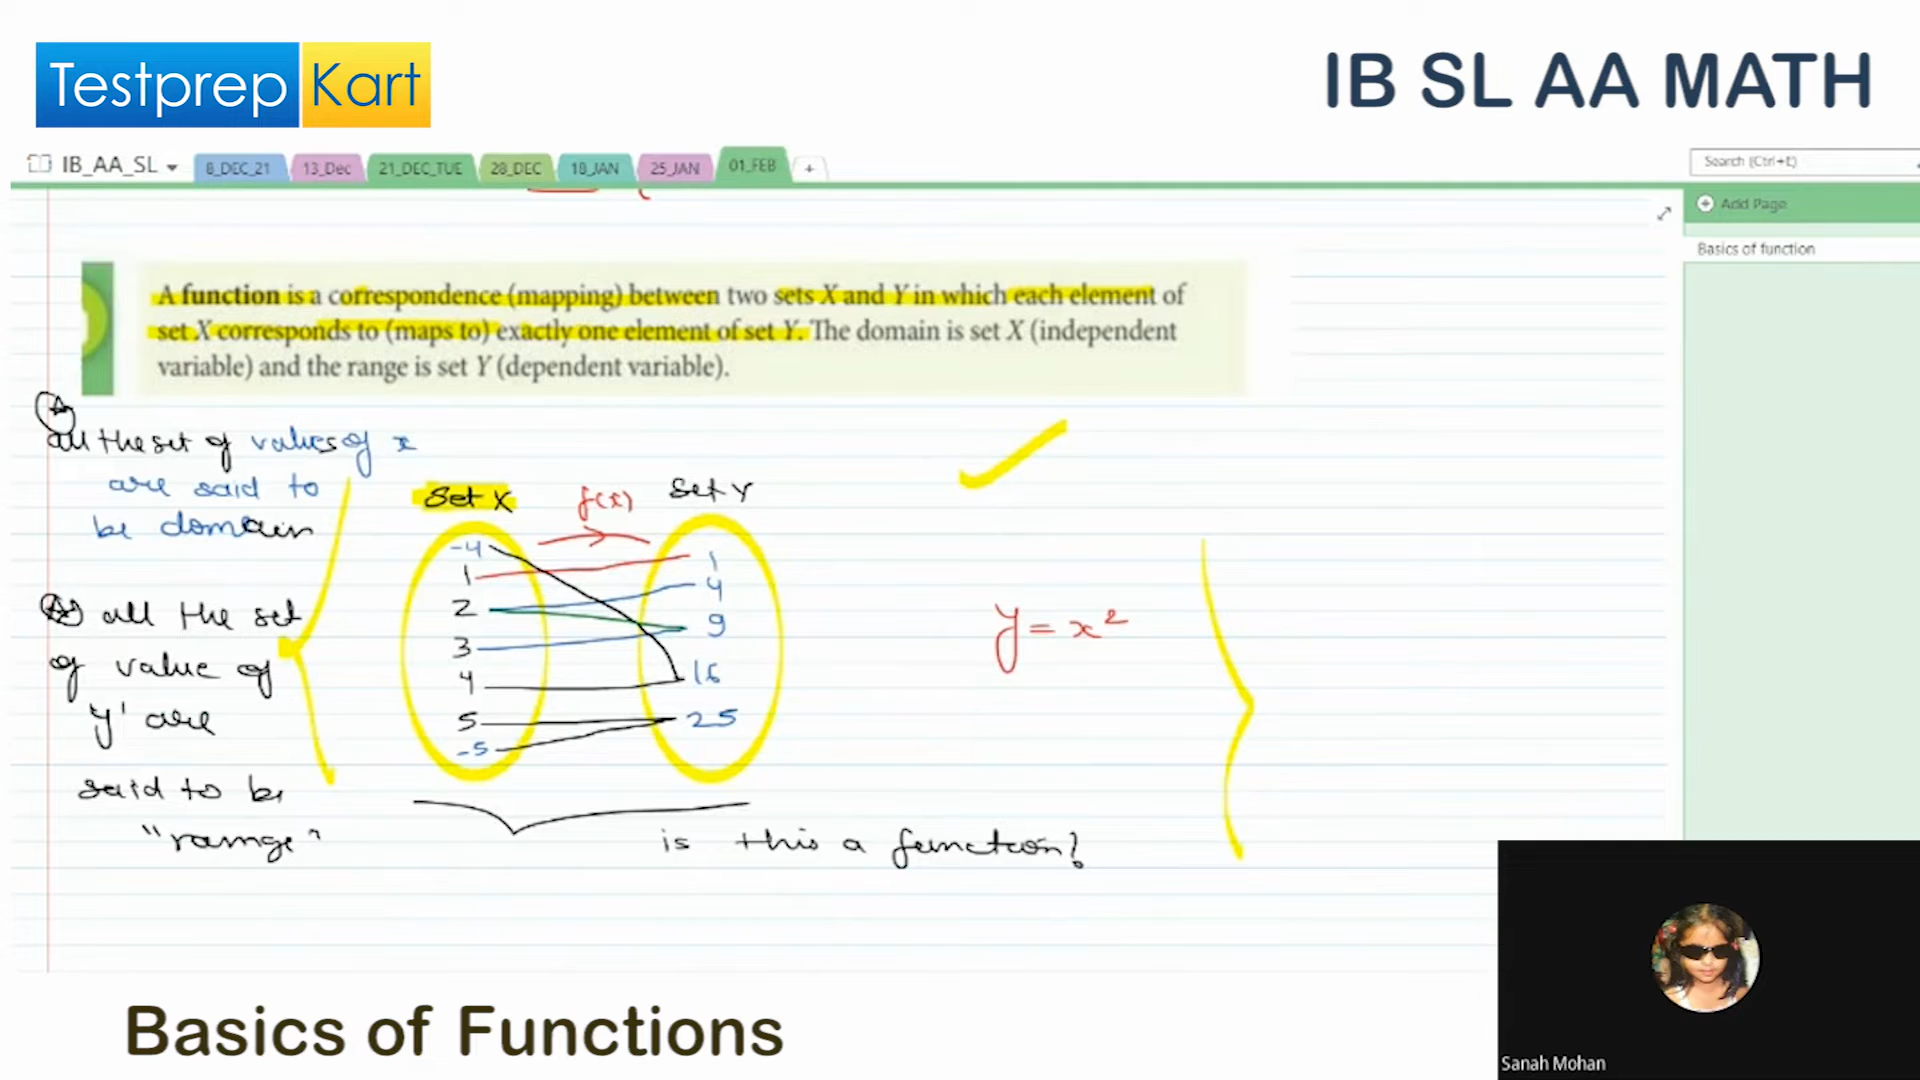 Testprep Kart
IB SL AA MATH
IB_AA_SL
8_DEC_21
13_Dec
21_DEC_TUE
28_DEC
18_JAN
25_JAN
01_FEB
+
Search (Ctrl+E)
Add Page
Basics of function
A function is a correspondence (mapping) between two sets X and Y in which each element of
set X corresponds to (maps to) exactly one element of set Y. The domain is set X (independent
variable) and the range is set Y (dependent variable).
all the set of values of x
are said to
be domain
all the set
of value of
y' are
said to be
"range"
Set X
f(x)
Set Y
-4
1
2
3
4
5
-5
1
4
9
16
25
y = x²
is this a function?
Basics of Functions
Sanah Mohan